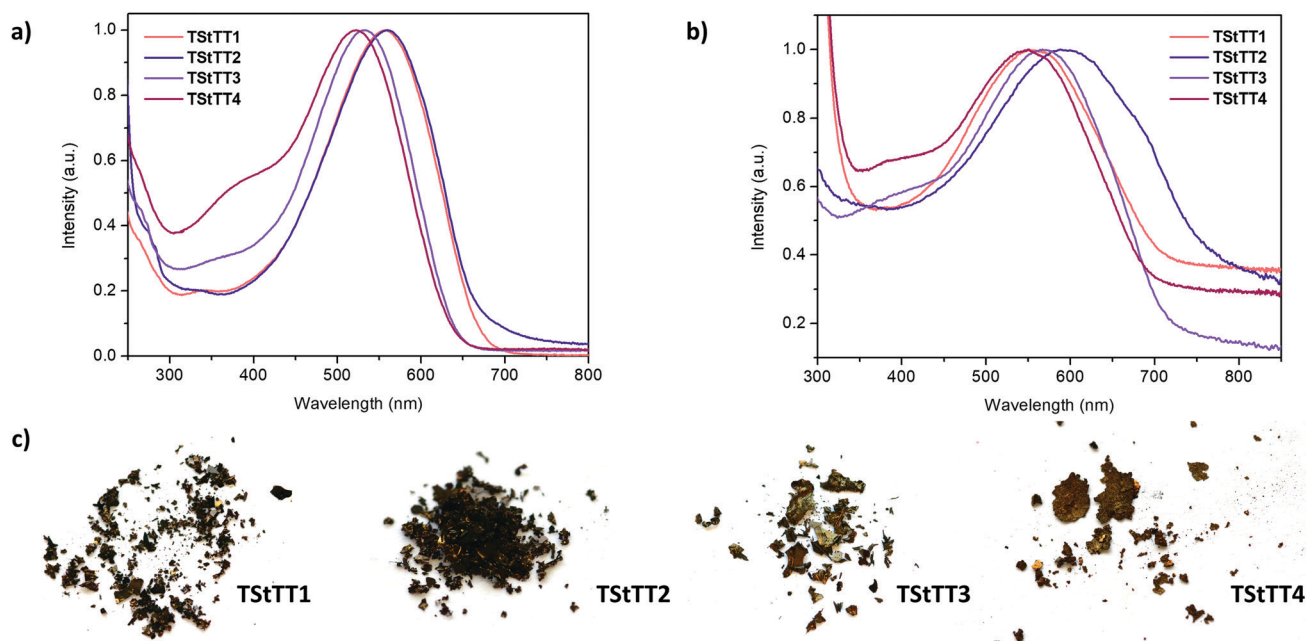 a)
TStTT1
TStTT2
TStTT3
TStTT4
1.0
0.8
0.6
0.4
0.2
0.0
Intensity (a.u.)
300 400 500 600 700 800
Wavelength (nm)
b)
TStTT1
TStTT2
TStTT3
TStTT4
1.0
0.8
0.6
0.4
0.2
Intensity (a.u.)
300 400 500 600 700 800
Wavelength (nm)
c)
TStTT1
TStTT2
TStTT3
TStTT4